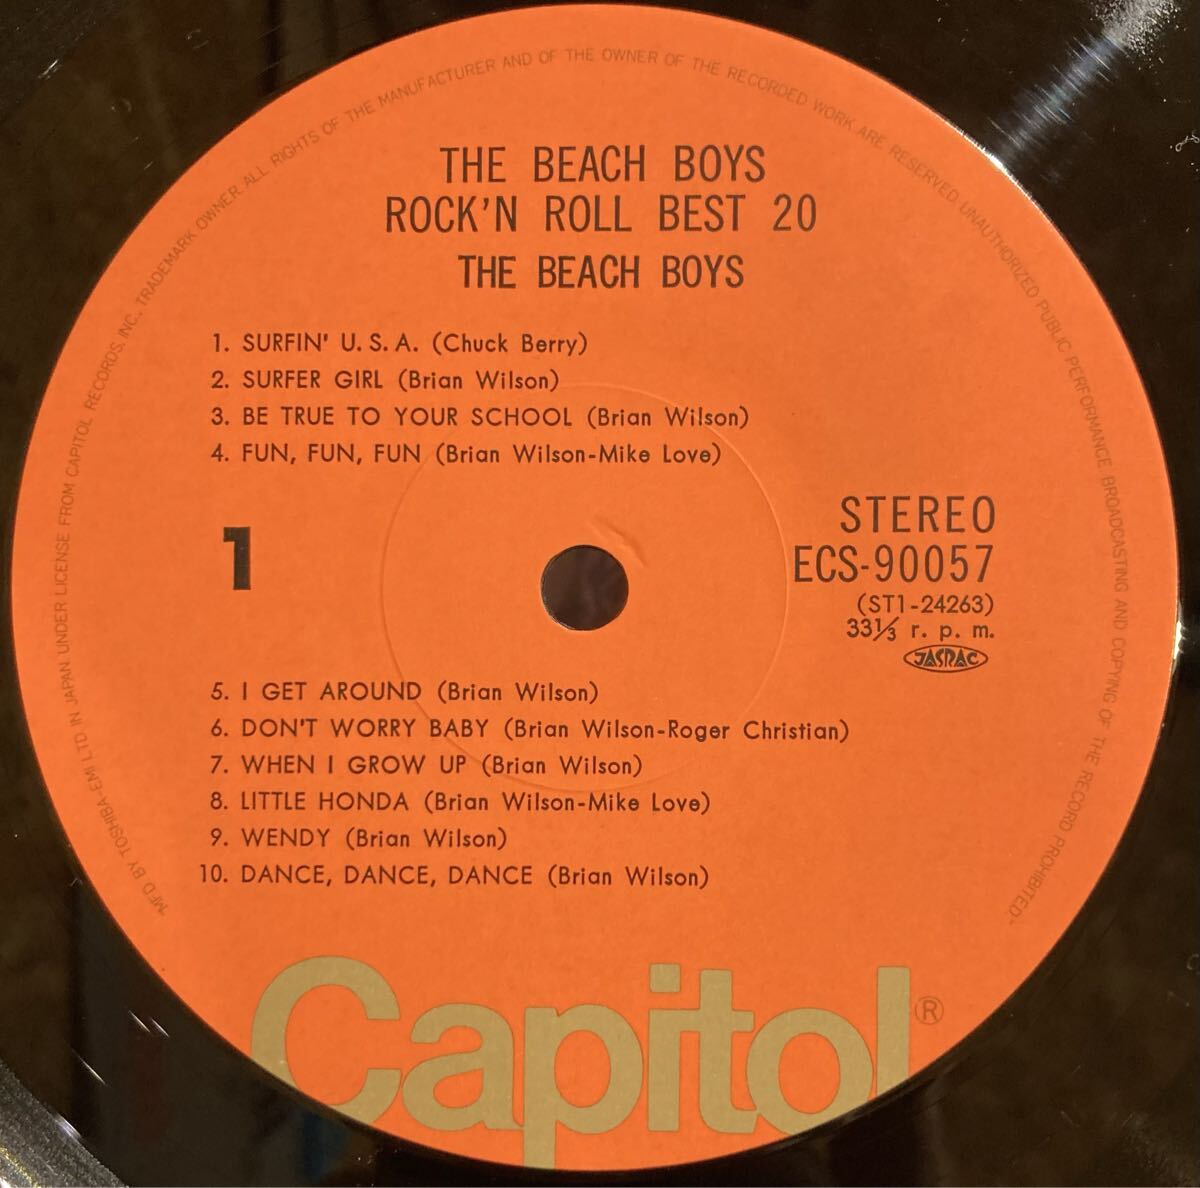 "MFD BY TOSHIBA-EMI LTD IN JAPAN UNDER LICENSE FROM CAPITOL RECORDS, INC., TRADEMARK OWNER. ALL RIGHTS OF THE MANUFACTURER AND OF THE OWNER OF THE RECORDED WORK ARE RESERVED UNAUTHORIZED PUBLIC PERFORMANCE BROADCASTING AND COPYING OF THE RECORD PROHIBITED."
THE BEACH BOYS
ROCK'N ROLL BEST 20
THE BEACH BOYS
1. SURFIN' U. S. A. (Chuck Berry)
2. SURFER GIRL (Brian Wilson)
3. BE TRUE TO YOUR SCHOOL (Brian Wilson)
4. FUN, FUN, FUN (Brian Wilson-Mike Love)
1
STEREO
ECS-90057
(ST1-24263)
33⅓ r. p. m.
JASRAC
5. I GET AROUND (Brian Wilson)
6. DON'T WORRY BABY (Brian Wilson-Roger Christian)
7. WHEN I GROW UP (Brian Wilson)
8. LITTLE HONDA (Brian Wilson-Mike Love)
9. WENDY (Brian Wilson)
10. DANCE, DANCE, DANCE (Brian Wilson)
Capitol®